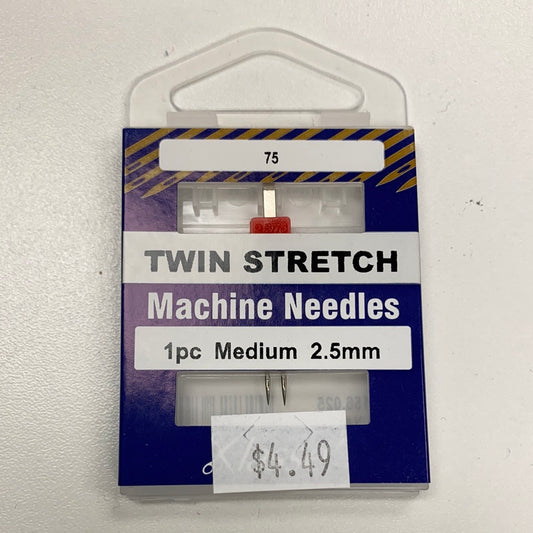 75
TWIN STRETCH
Machine Needles
1pc Medium 2.5mm
$4.49